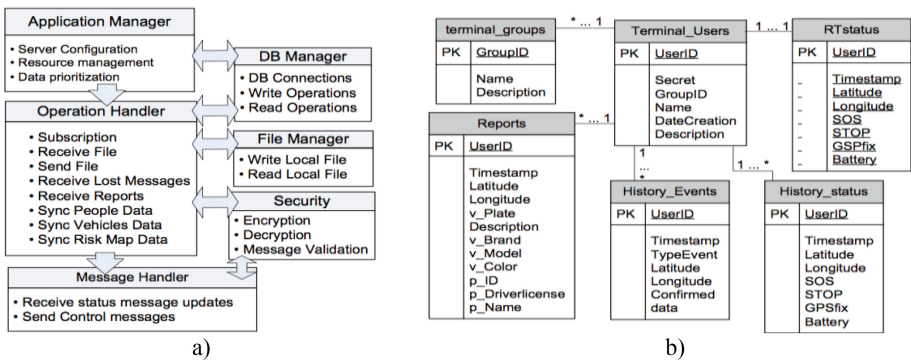 Application Manager
• Server Configuration
• Resource management
• Data prioritization
DB Manager
• DB Connections
• Write Operations
• Read Operations
Operation Handler
• Subscription
• Receive File
• Send File
• Receive Lost Messages
• Receive Reports
• Sync People Data
• Sync Vehicles Data
• Sync Risk Map Data
File Manager
• Write Local File
• Read Local File
Security
• Encryption
• Decryption
• Message Validation
Message Handler
• Receive status message updates
• Send Control messages
a)
terminal_groups
PK GroupID
Name
Description
* ... 1
Terminal_Users
PK UserID
Secret
GroupID
Name
DateCreation
Description
1 ... 1
RTstatus
PK UserID
- Timestamp
- Latitude
- Longitude
- SOS
- STOP
- GSPfix
- Battery
Reports
PK UserID
Timestamp
Latitude
Longitude
v_Plate
Description
v_Brand
v_Model
v_Color
p_ID
p_Driverlicense
p_Name
* ... 1
1
...
*
History_Events
PK UserID
Timestamp
TypeEvent
Latitude
Longitude
Confirmed
data
1 ... *
History_status
PK UserID
Timestamp
Latitude
Longitude
SOS
STOP
GPSfix
Battery
b)